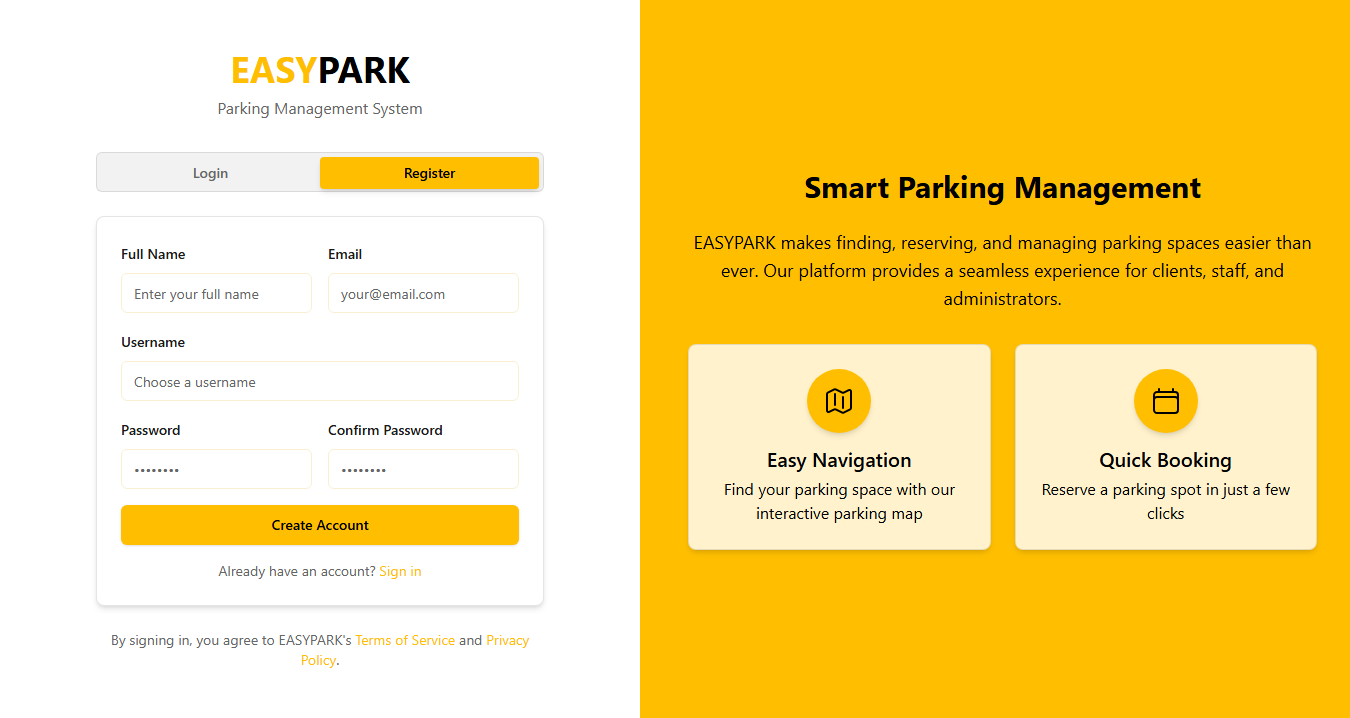 EASYPARK
Parking Management System
Login
Register
Full Name
Email
Enter your full name
your@email.com
Username
Choose a username
Password
Confirm Password
••••••••
••••••••
Create Account
Already have an account? Sign in
By signing in, you agree to EASYPARK's Terms of Service and Privacy
Policy.
Smart Parking Management
EASYPARK makes finding, reserving, and managing parking spaces easier than
ever. Our platform provides a seamless experience for clients, staff, and
administrators.
Easy Navigation
Find your parking space with our
interactive parking map
Quick Booking
Reserve a parking spot in just a few
clicks